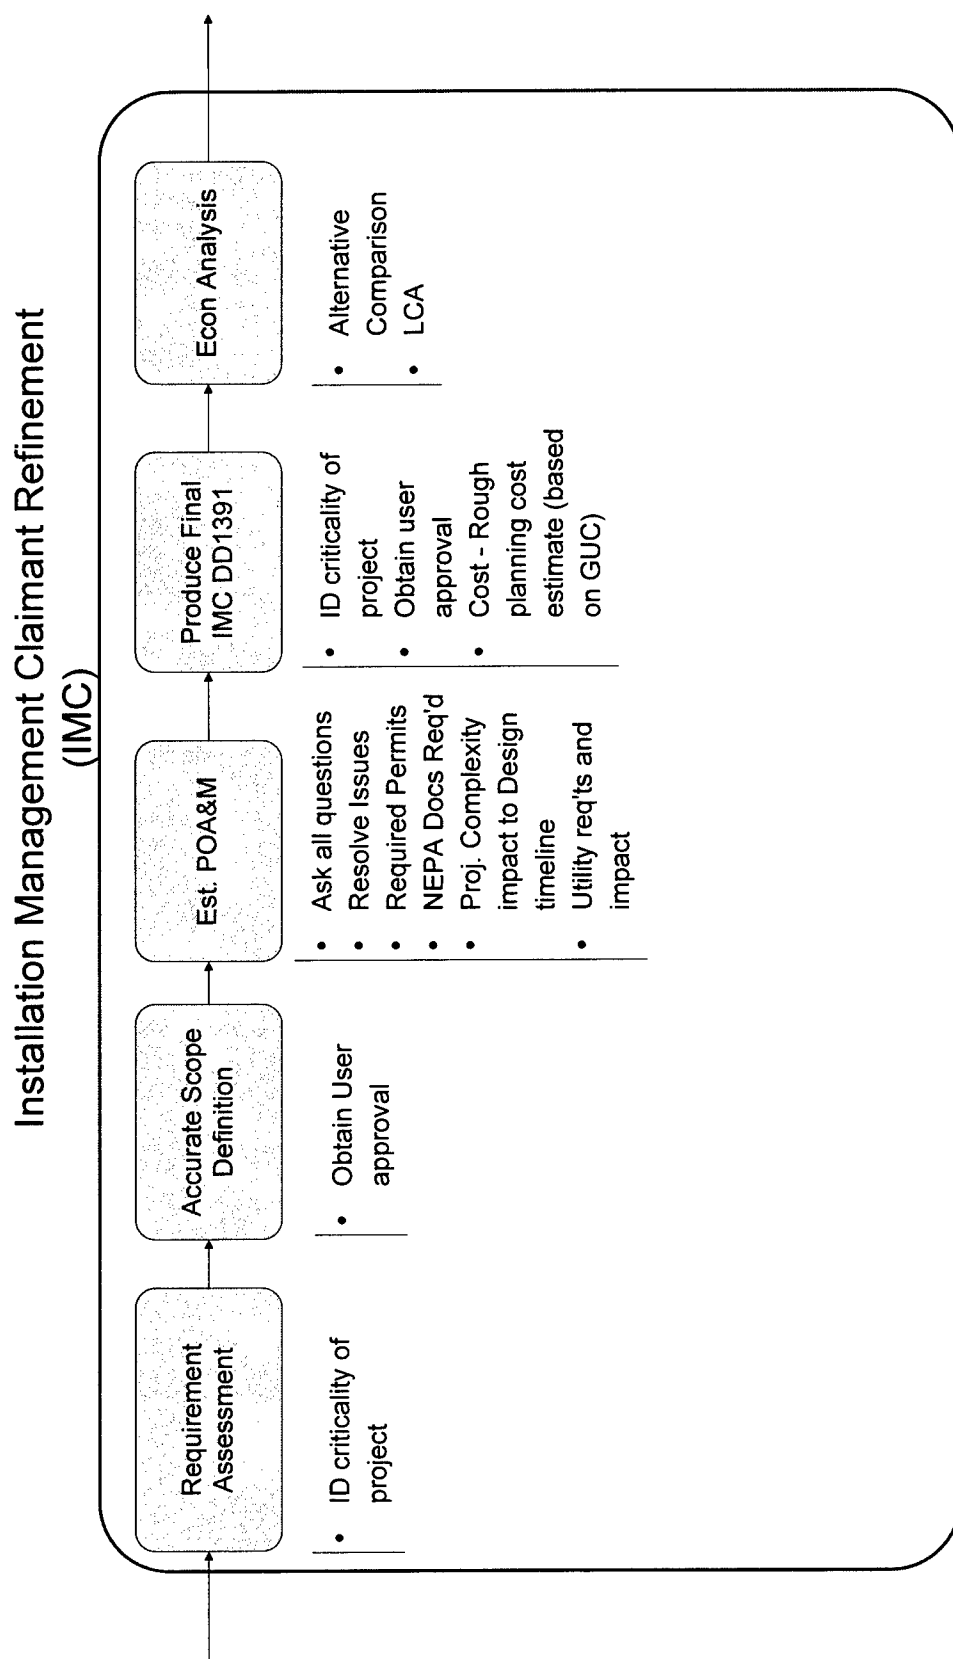 Installation Management Claimant Refinement
(IMC)
Requirement
Assessment
• ID criticality of
project
Accurate Scope
Definition
• Obtain User
approval
Est. POA&M
• Ask all questions
• Resolve Issues
• Required Permits
• NEPA Docs Req'd
• Proj. Complexity
impact to Design
timeline
• Utility req'ts and
impact
Produce Final
IMC DD1391
• ID criticality of
project
• Obtain user
approval
• Cost - Rough
planning cost
estimate (based
on GUC)
Econ Analysis
• Alternative
Comparison
• LCA